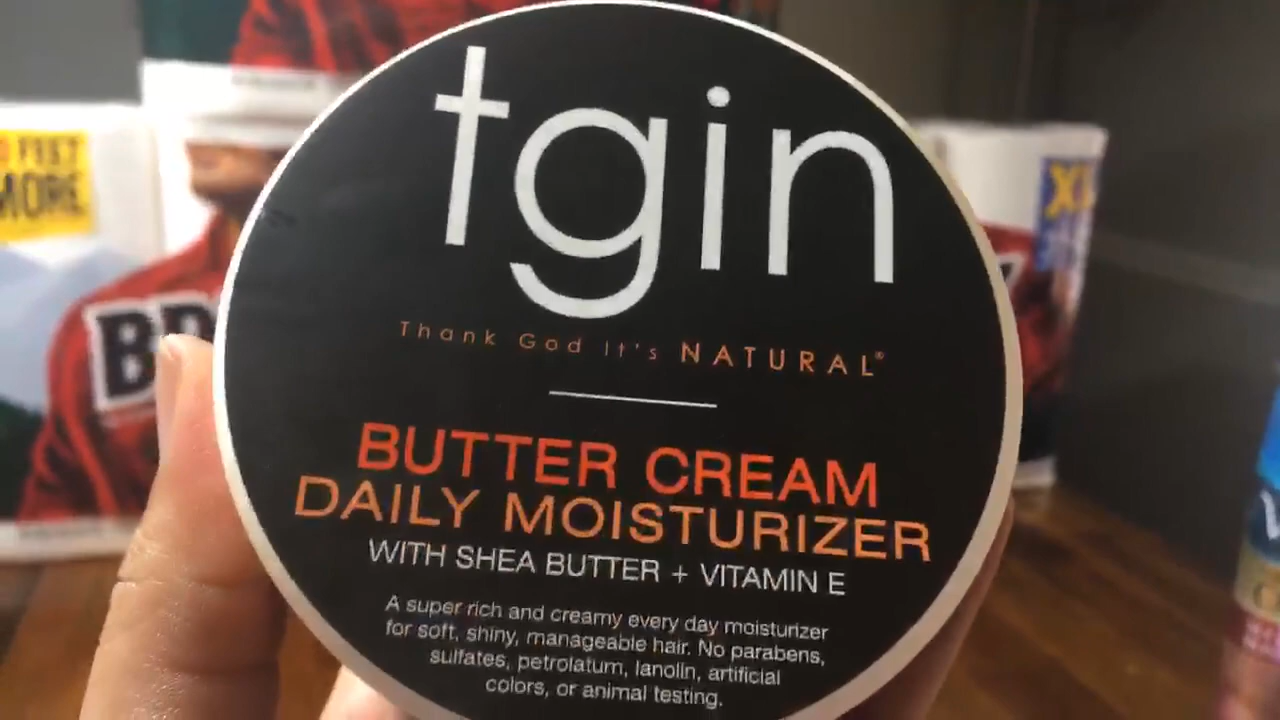 tgin
Thank God It's NATURAL®
BUTTER CREAM
DAILY MOISTURIZER
WITH SHEA BUTTER + VITAMIN E
A super rich and creamy every day moisturizer
for soft, shiny, manageable hair. No parabens,
sulfates, petrolatum, lanolin, artificial
colors, or animal testing.
MORE